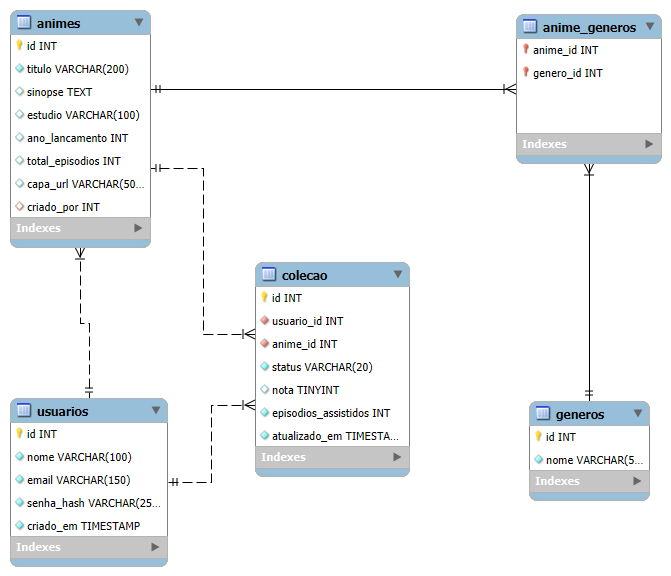 animes
id INT
titulo VARCHAR(200)
sinopse TEXT
estudio VARCHAR(100)
ano_lancamento INT
total_episodios INT
capa_url VARCHAR(50...
criado_por INT
Indexes
anime_generos
anime_id INT
genero_id INT
Indexes
colecao
id INT
usuario_id INT
anime_id INT
status VARCHAR(20)
nota TINYINT
episodios_assistidos INT
atualizado_em TIMESTA...
Indexes
usuarios
id INT
nome VARCHAR(100)
email VARCHAR(150)
senha_hash VARCHAR(25...
criado_em TIMESTAMP
Indexes
generos
id INT
nome VARCHAR(5...
Indexes